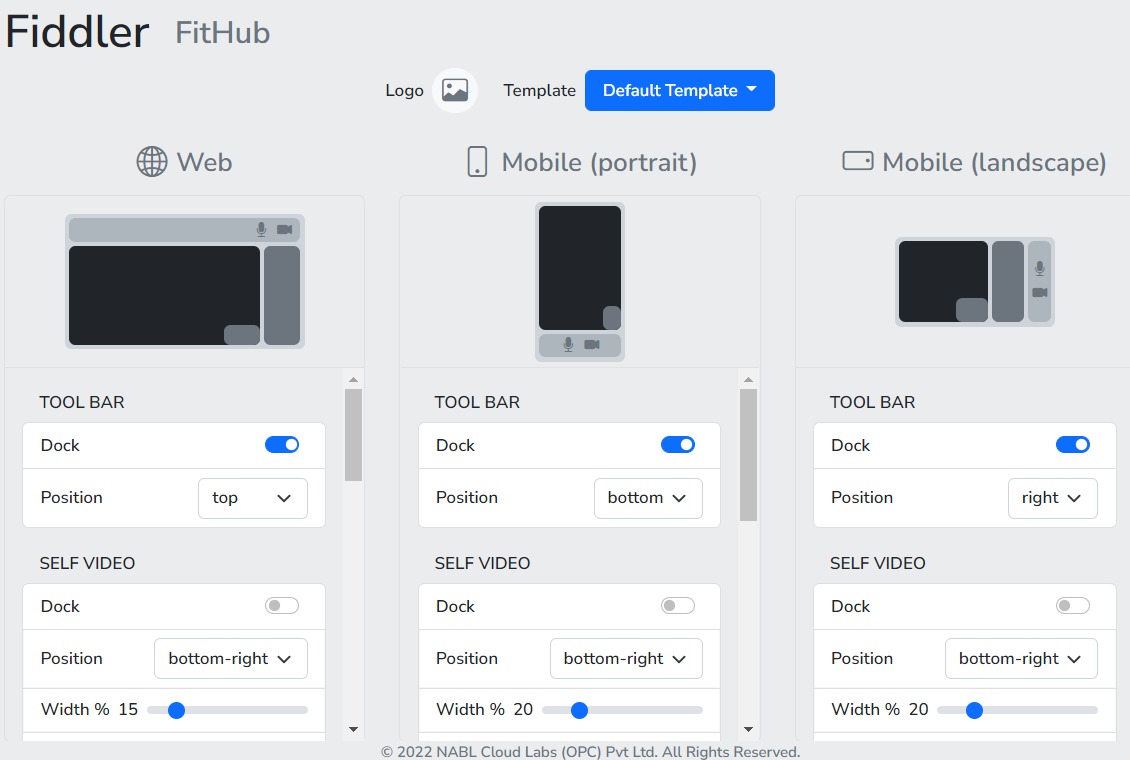 Fiddler FitHub
Logo Template Default Template
Web
Mobile (portrait)
Mobile (landscape)
TOOL BAR
Dock
Position top
SELF VIDEO
Dock
Position bottom-right
Width % 15
TOOL BAR
Dock
Position bottom
SELF VIDEO
Dock
Position bottom-right
Width % 20
TOOL BAR
Dock
Position right
SELF VIDEO
Dock
Position bottom-right
Width % 20
© 2022 NABL Cloud Labs (OPC) Pvt Ltd. All Rights Reserved.